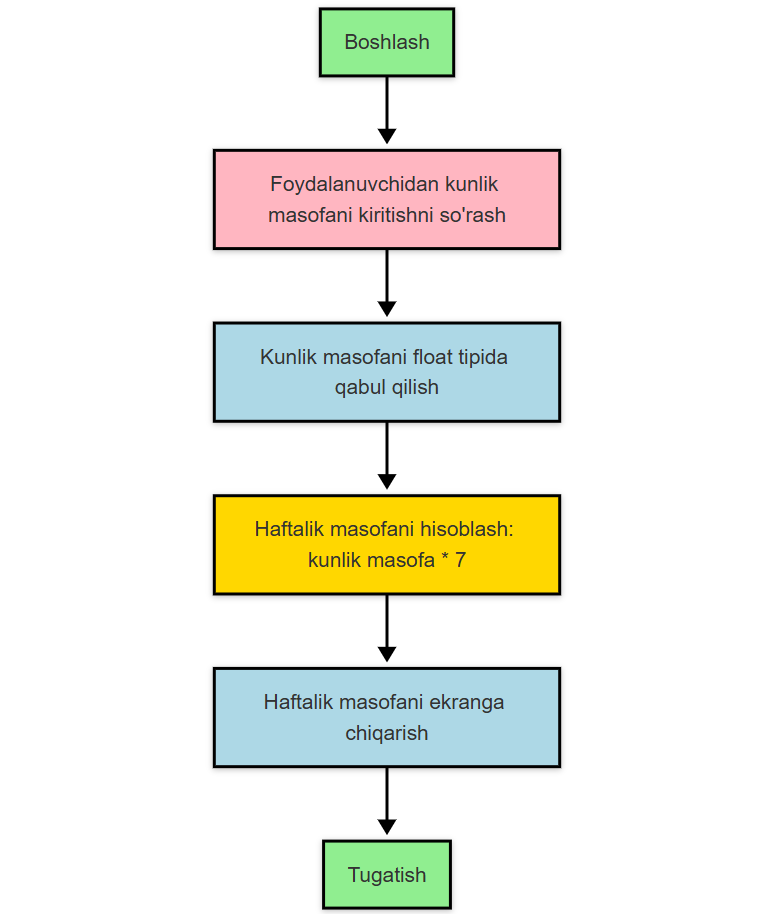 Boshlash
Foydalanuvchidan kunlik
masofani kiritishni so'rash
Kunlik masofani float tipida
qabul qilish
Haftalik masofani hisoblash:
kunlik masofa * 7
Haftalik masofani ekranga
chiqarish
Tugatish